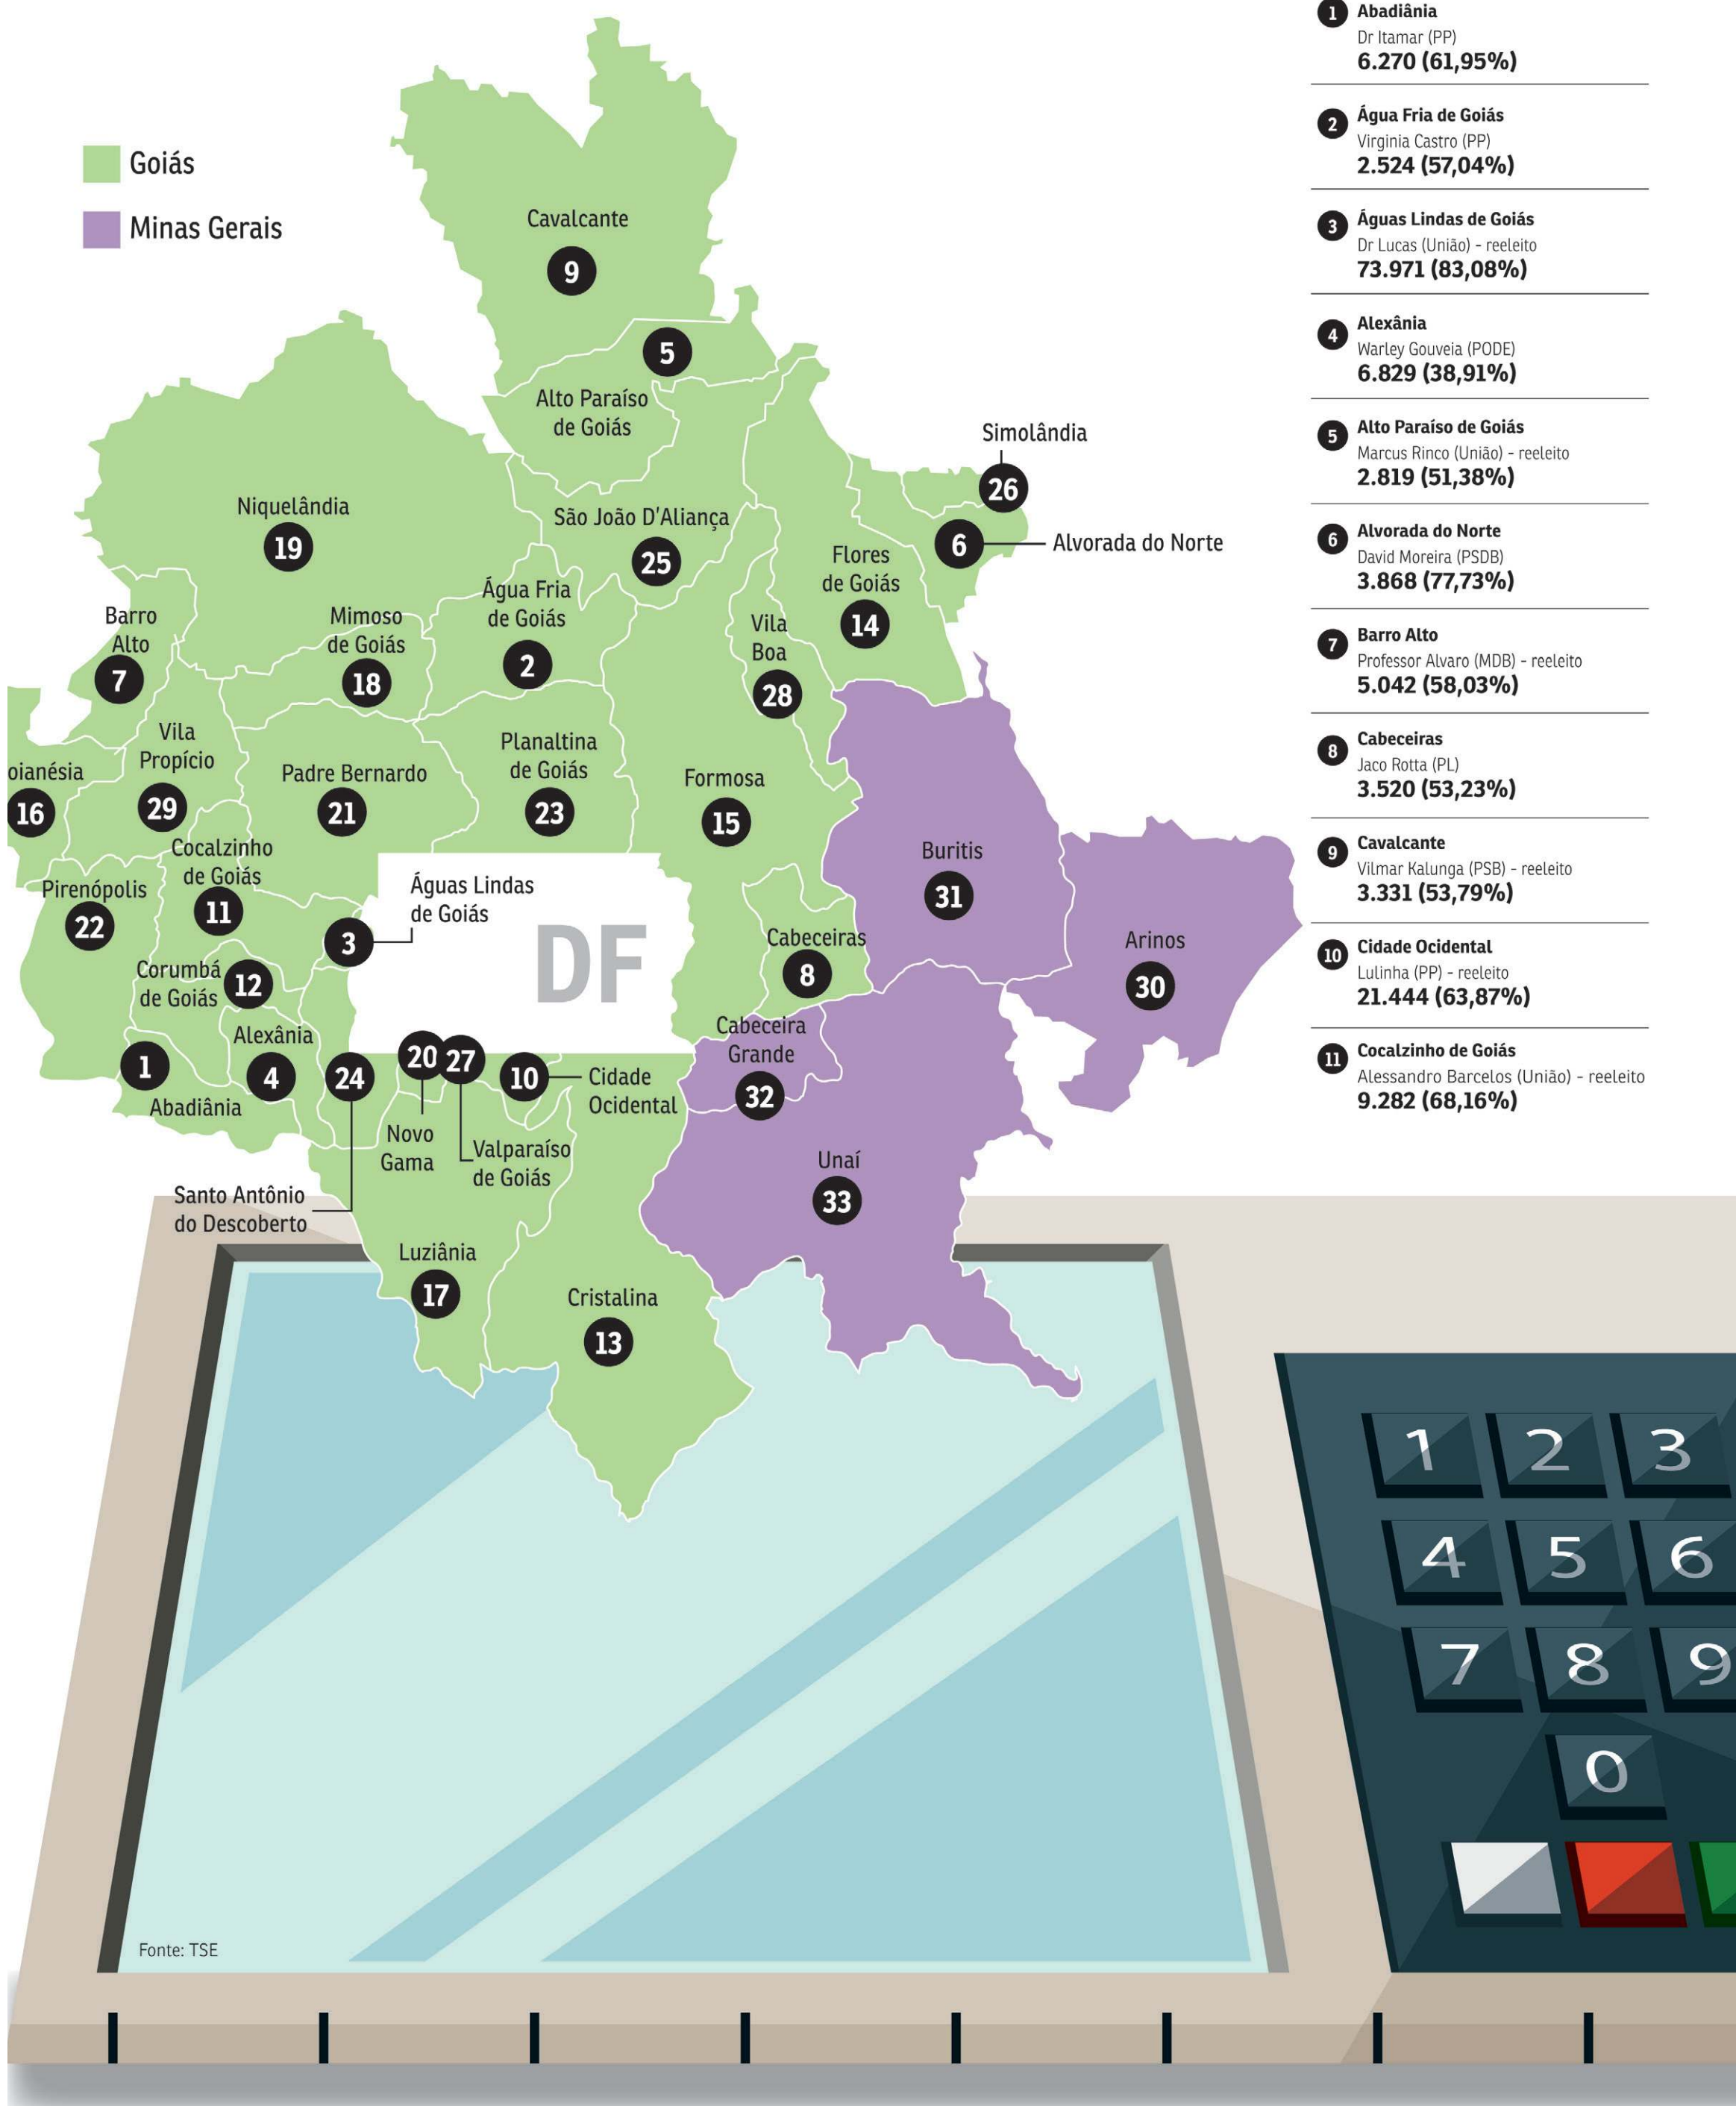 Goiás
Minas Gerais
Cavalcante
9
5
Alto Paraíso
de Goiás
Simolândia
26
Niquelândia
19
São João D'Aliança
25
6
Alvorada do Norte
Flores
de Goiás
14
Água Fria
de Goiás
2
Barro
Alto
7
Mimoso
de Goiás
18
Vila
Boa
28
Vila
Propício
29
oianésia
16
Padre Bernardo
21
Planaltina
de Goiás
23
Formosa
15
Cocalzinho
de Goiás
11
Pirenópolis
22
Águas Lindas
de Goiás
3
DF
Buritis
31
Arinos
30
Cabeceiras
8
Corumbá
de Goiás
12
Alexânia
4
1
Abadiânia
24
20
27
10
Cidade
Ocidental
Cabeceira
Grande
32
Novo
Gama
Valparaíso
de Goiás
Santo Antônio
do Descoberto
Unaí
33
Luziânia
17
Cristalina
13
1 Abadiânia
Dr Itamar (PP)
6.270 (61,95%)
2 Água Fria de Goiás
Virginia Castro (PP)
2.524 (57,04%)
3 Águas Lindas de Goiás
Dr Lucas (União) - reeleito
73.971 (83,08%)
4 Alexânia
Warley Gouveia (PODE)
6.829 (38,91%)
5 Alto Paraíso de Goiás
Marcus Rinco (União) - reeleito
2.819 (51,38%)
6 Alvorada do Norte
David Moreira (PSDB)
3.868 (77,73%)
7 Barro Alto
Professor Alvaro (MDB) - reeleito
5.042 (58,03%)
8 Cabeceiras
Jaco Rotta (PL)
3.520 (53,23%)
9 Cavalcante
Vilmar Kalunga (PSB) - reeleito
3.331 (53,79%)
10 Cidade Ocidental
Lulinha (PP) - reeleito
21.444 (63,87%)
11 Cocalzinho de Goiás
Alessandro Barcelos (União) - reeleito
9.282 (68,16%)
1 2 3
4 5 6
7 8 9
0
Fonte: TSE